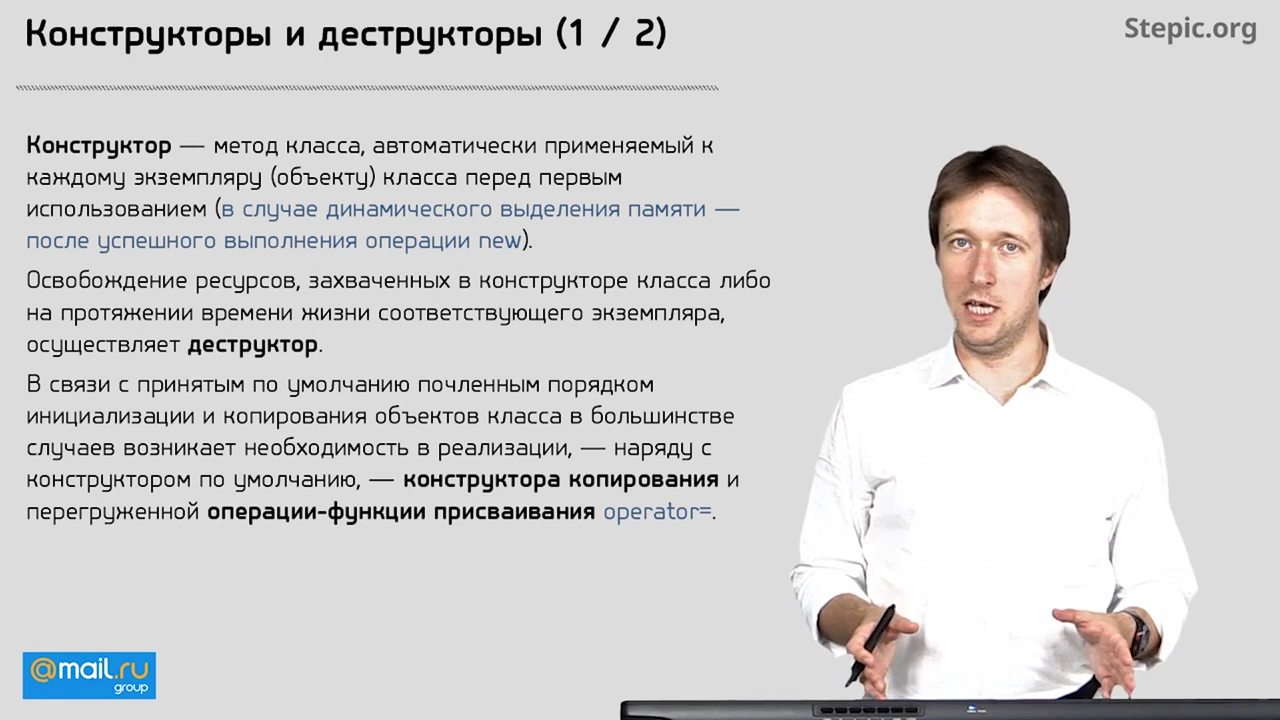 Конструкторы и деструкторы (1 / 2)
Stepic.org
Конструктор — метод класса, автоматически применяемый к
каждому экземпляру (объекту) класса перед первым
использованием (в случае динамического выделения памяти —
после успешного выполнения операции new).
Освобождение ресурсов, захваченных в конструкторе класса либо
на протяжении времени жизни соответствующего экземпляра,
осуществляет деструктор.
В связи с принятым по умолчанию почленным порядком
инициализации и копирования объектов класса в большинстве
случаев возникает необходимость в реализации, — наряду с
конструктором по умолчанию, — конструктора копирования и
перегруженной операции-функции присваивания operator=.
@mail.ru
group